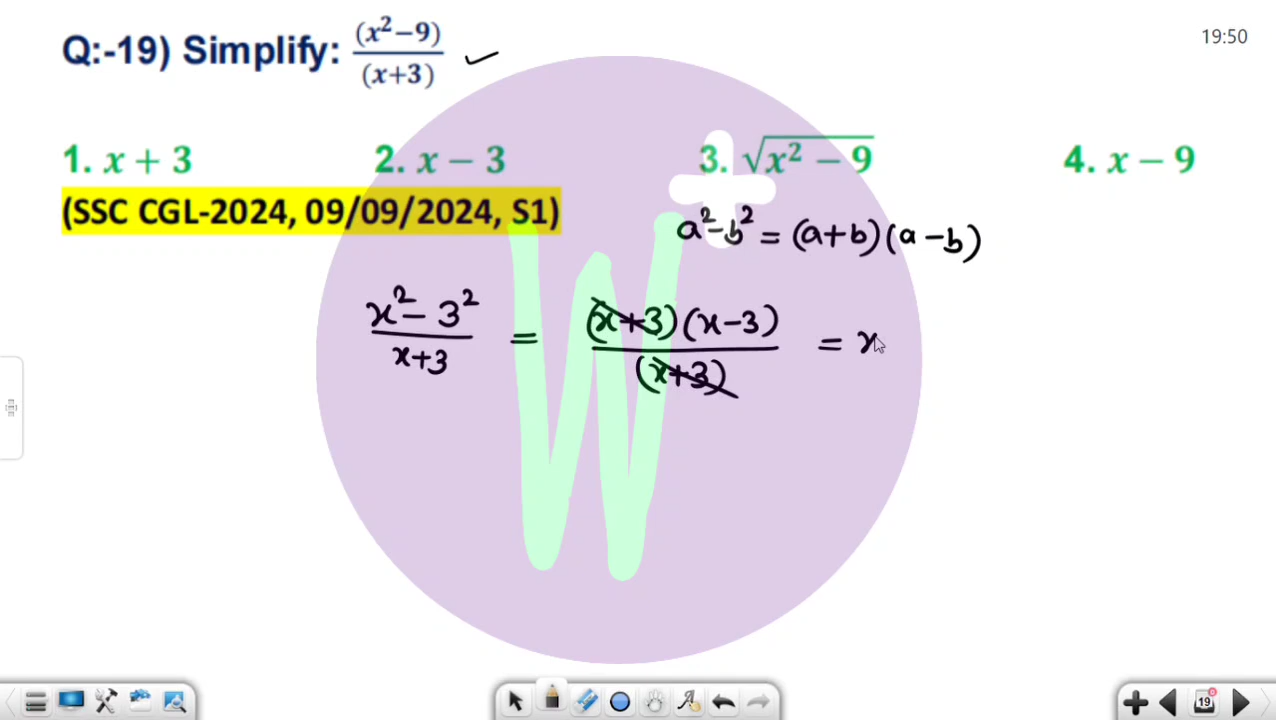 19:50
Q:-19) Simplify: (x²−9)/(x+3) ✓
1. x + 3 2. x − 3 3. √x² − 9 4. x − 9
(SSC CGL-2024, 09/09/2024, S1)
a²-b² = (a+b)(a-b)
x²-3²/x+3 = (x+3)(x-3)/(x+3) = x
W+
19